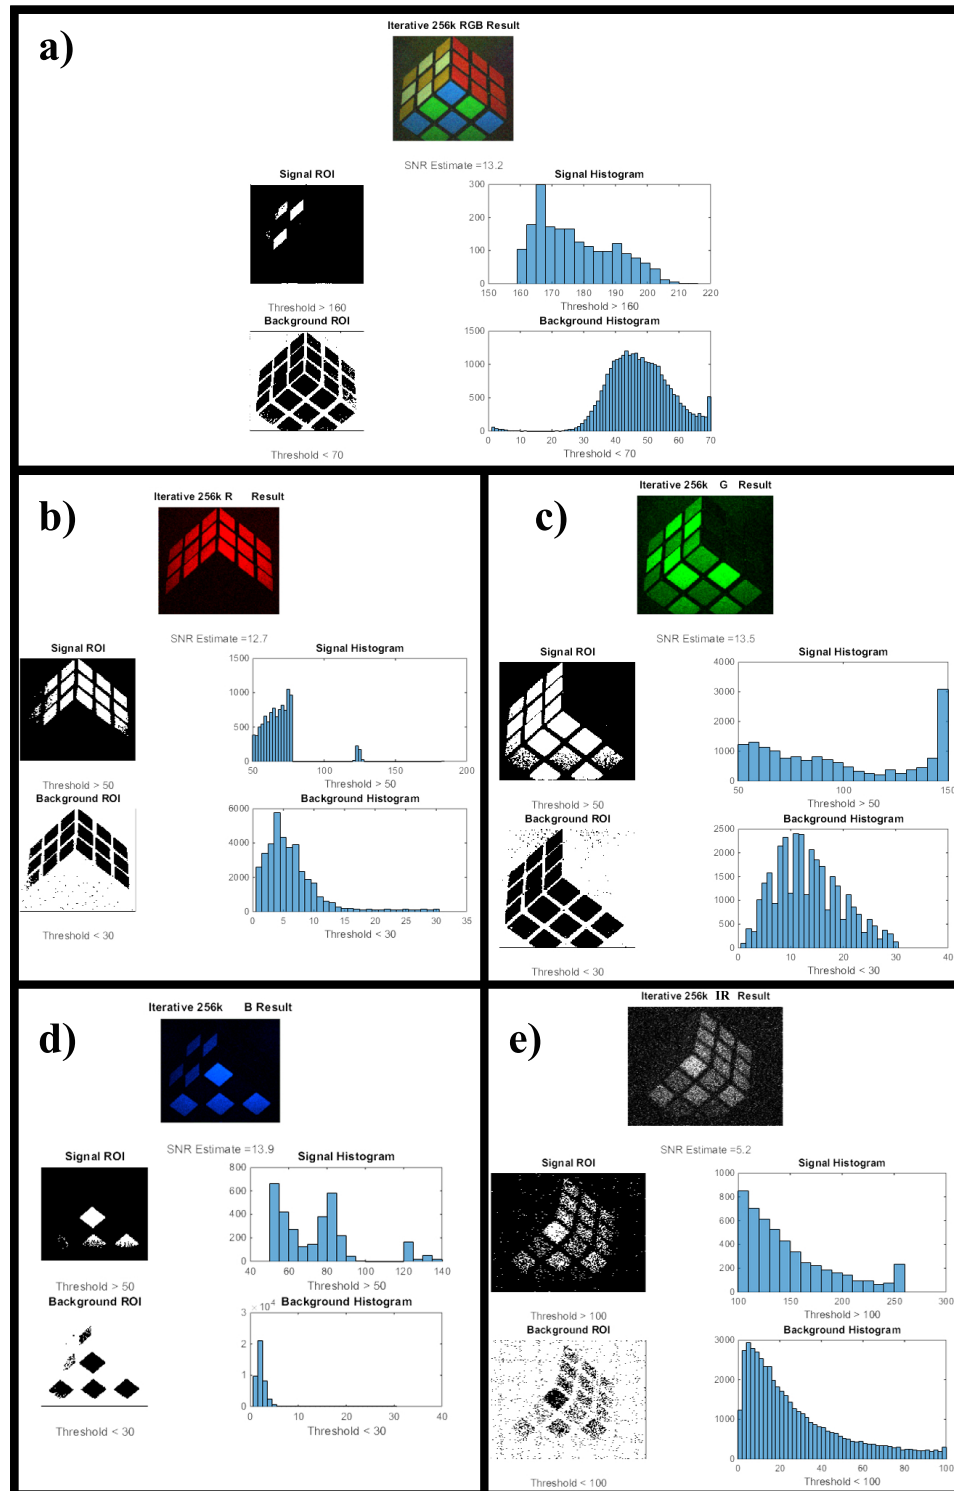 a)
Iterative 256k RGB Result
SNR Estimate =13.2
Signal ROI
Signal Histogram
300
200
100
0
150 160 170 180 190 200 210 220
Threshold > 160
Threshold > 160
Background ROI
Background Histogram
1500
1000
500
0
0 10 20 30 40 50 60 70
Threshold < 70
Threshold < 70
b)
Iterative 256k R Result
SNR Estimate =12.7
Signal ROI
Signal Histogram
1500
1000
500
0
50 100 150 200
Threshold > 50
Threshold > 50
Background ROI
Background Histogram
6000
4000
2000
0
0 5 10 15 20 25 30 35
Threshold < 30
Threshold < 30
c)
Iterative 256k G Result
SNR Estimate =13.5
Signal ROI
Signal Histogram
4000
3000
2000
1000
0
50 100 150
Threshold > 50
Threshold > 50
Background ROI
Background Histogram
2500
2000
1500
1000
500
0
0 10 20 30 40
Threshold < 30
Threshold < 30
d)
Iterative 256k B Result
SNR Estimate =13.9
Signal ROI
Signal Histogram
800
600
400
200
0
40 60 80 100 120 140
Threshold > 50
Threshold > 50
Background ROI
Background Histogram
3 × 10^4
2
1
0
0 10 20 30 40
Threshold < 30
Threshold < 30
e)
Iterative 256k IR Result
SNR Estimate =5.2
Signal ROI
Signal Histogram
1000
800
600
400
200
0
100 150 200 250 300
Threshold > 100
Threshold > 100
Background ROI
Background Histogram
3000
2000
1000
0
0 20 40 60 80 100
Threshold < 100
Threshold < 100